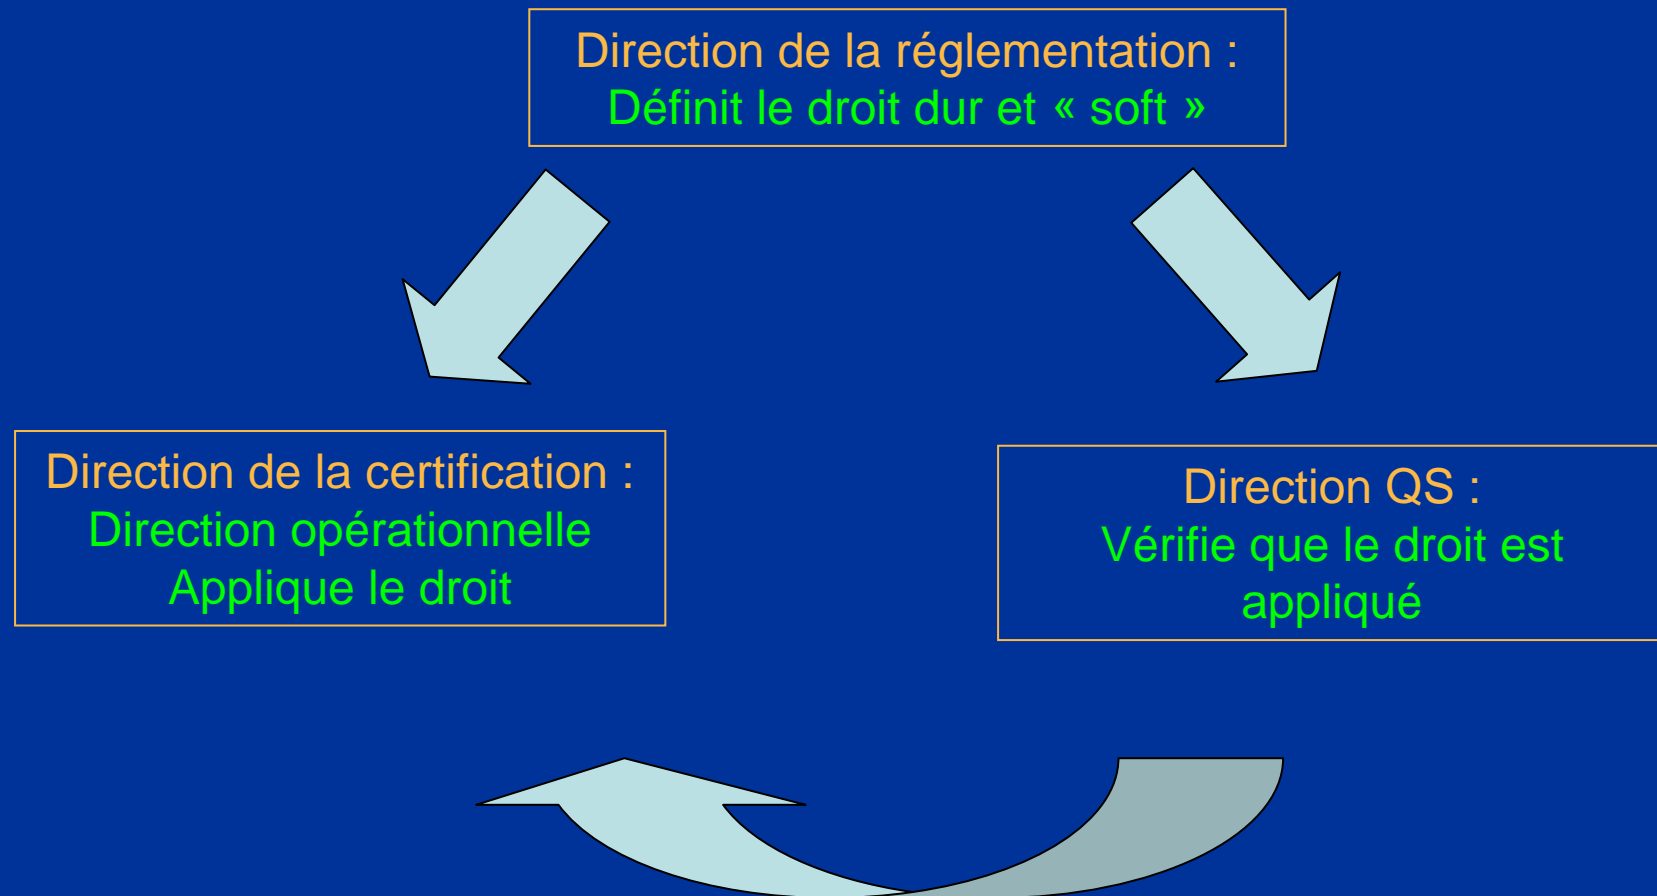 Direction de la réglementation :
Définit le droit dur et « soft »
Direction de la certification :
Direction opérationnelle
Applique le droit
Direction QS :
Vérifie que le droit est
appliqué